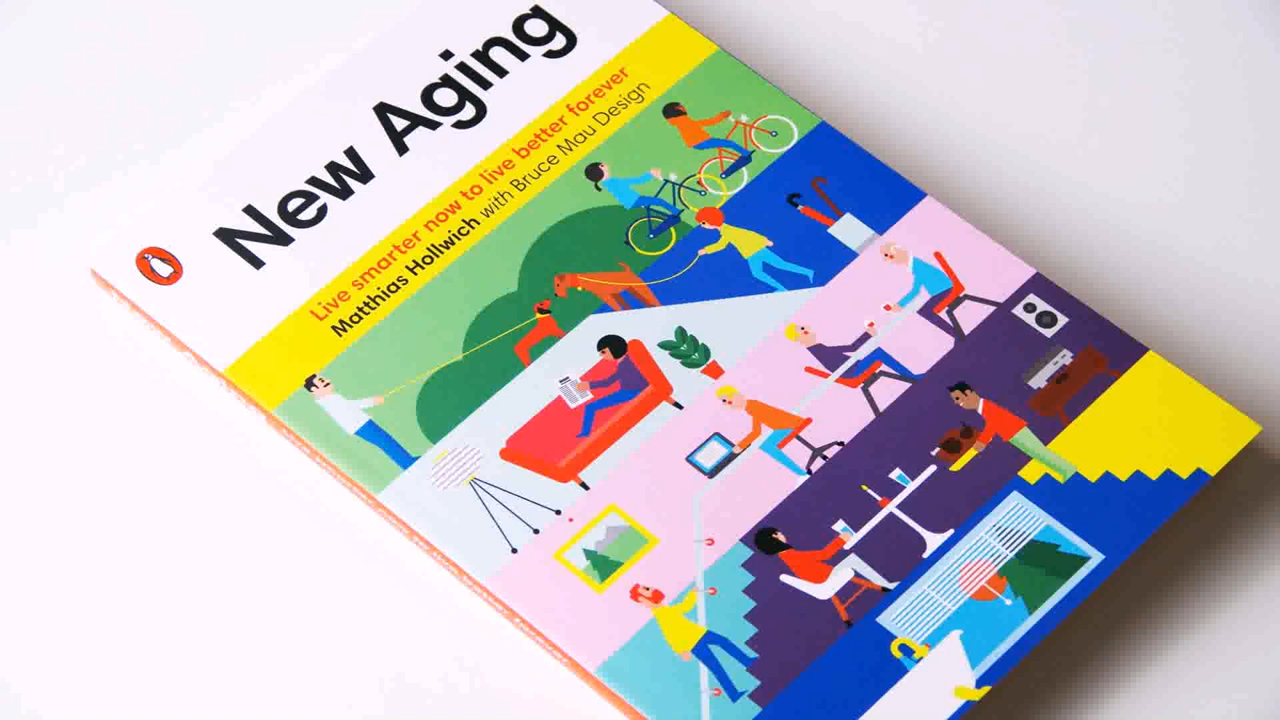 New Aging
Live smarter now to live better forever
Matthias Hollwich with Bruce Mau Design